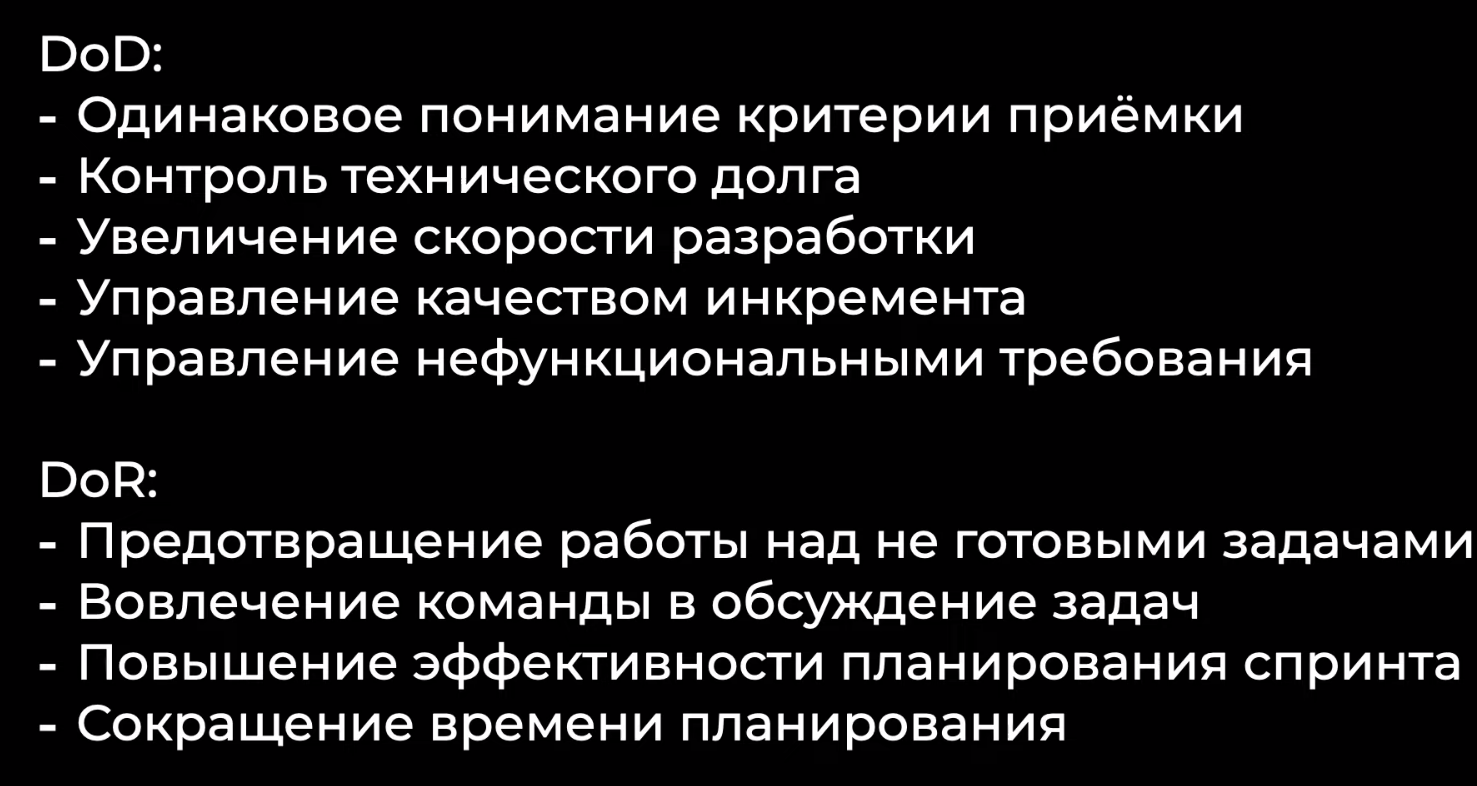 DoD:
- Одинаковое понимание критерии приёмки
- Контроль технического долга
- Увеличение скорости разработки
- Управление качеством инкремента
- Управление нефункциональными требования
DoR:
- Предотвращение работы над не готовыми задачами
- Вовлечение команды в обсуждение задач
- Повышение эффективности планирования спринта
- Сокращение времени планирования